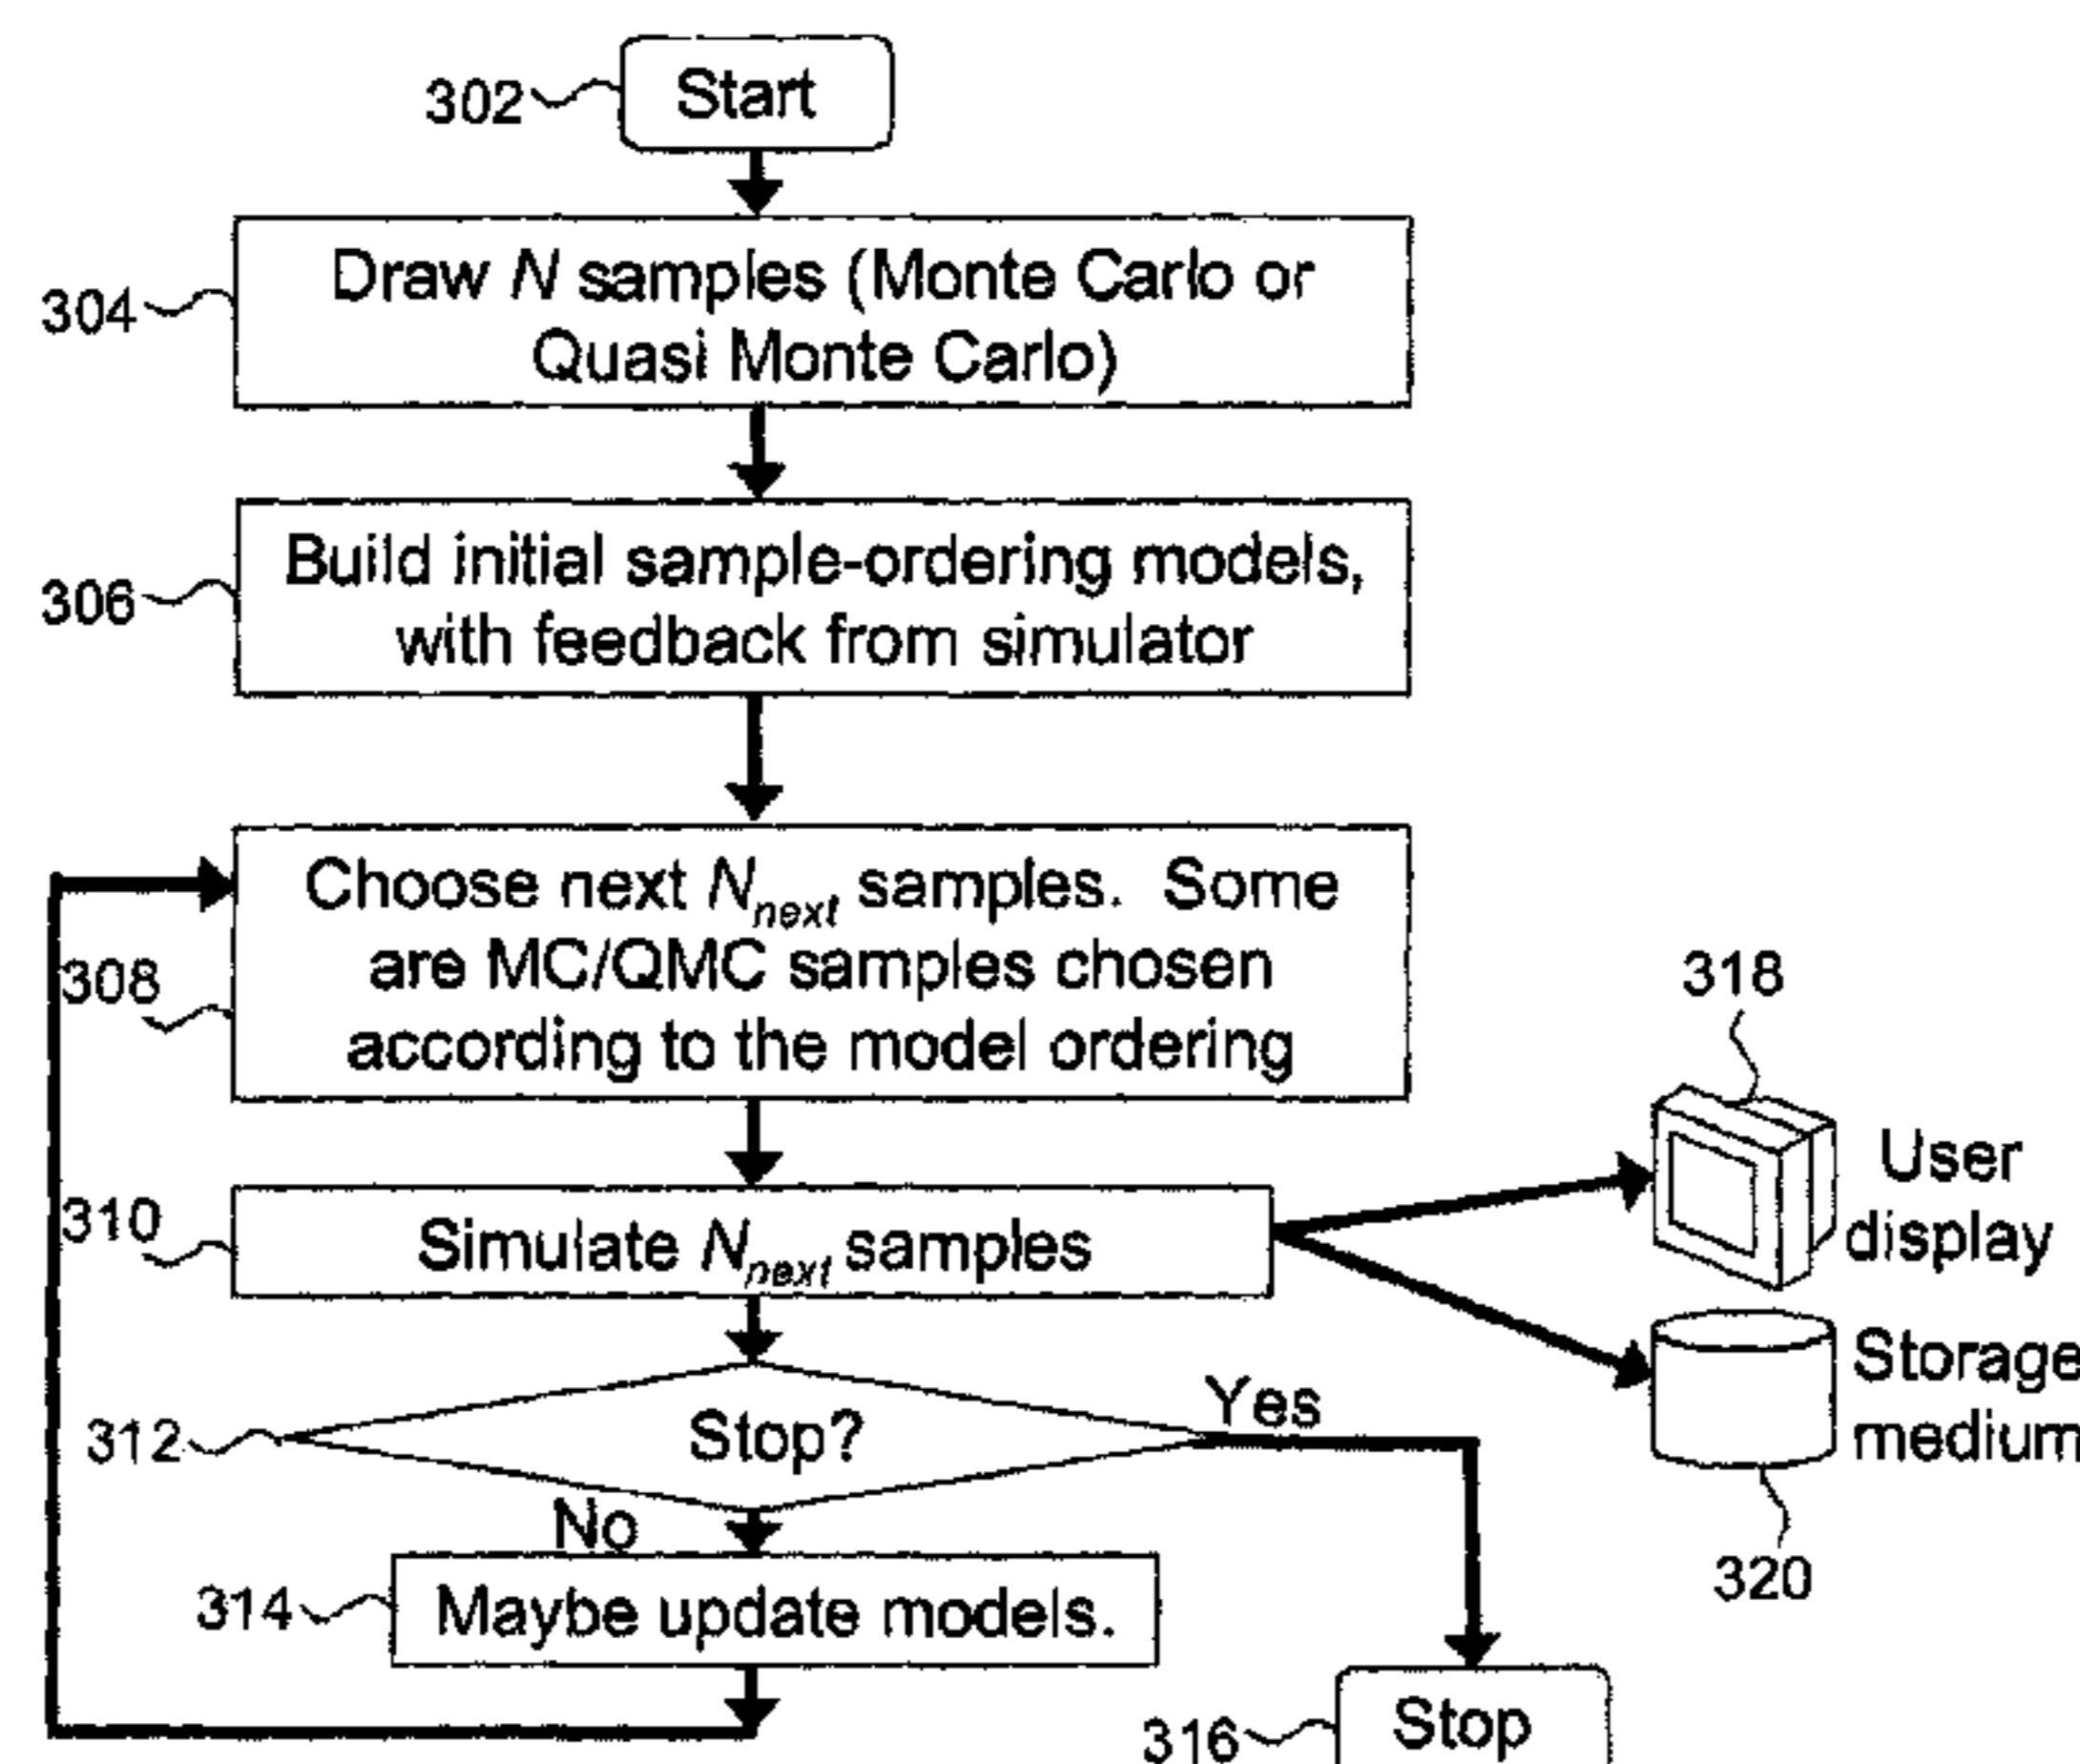 302
Start
304
Draw N samples (Monte Carlo or
Quasi Monte Carlo)
306
Build initial sample-ordering models,
with feedback from simulator
308
Choose next Nnext samples. Some
are MC/QMC samples chosen
according to the model ordering
318
User
display
310
Simulate Nnext samples
Storage
medium
320
312
Stop?
Yes
No
314
Maybe update models.
316
Stop